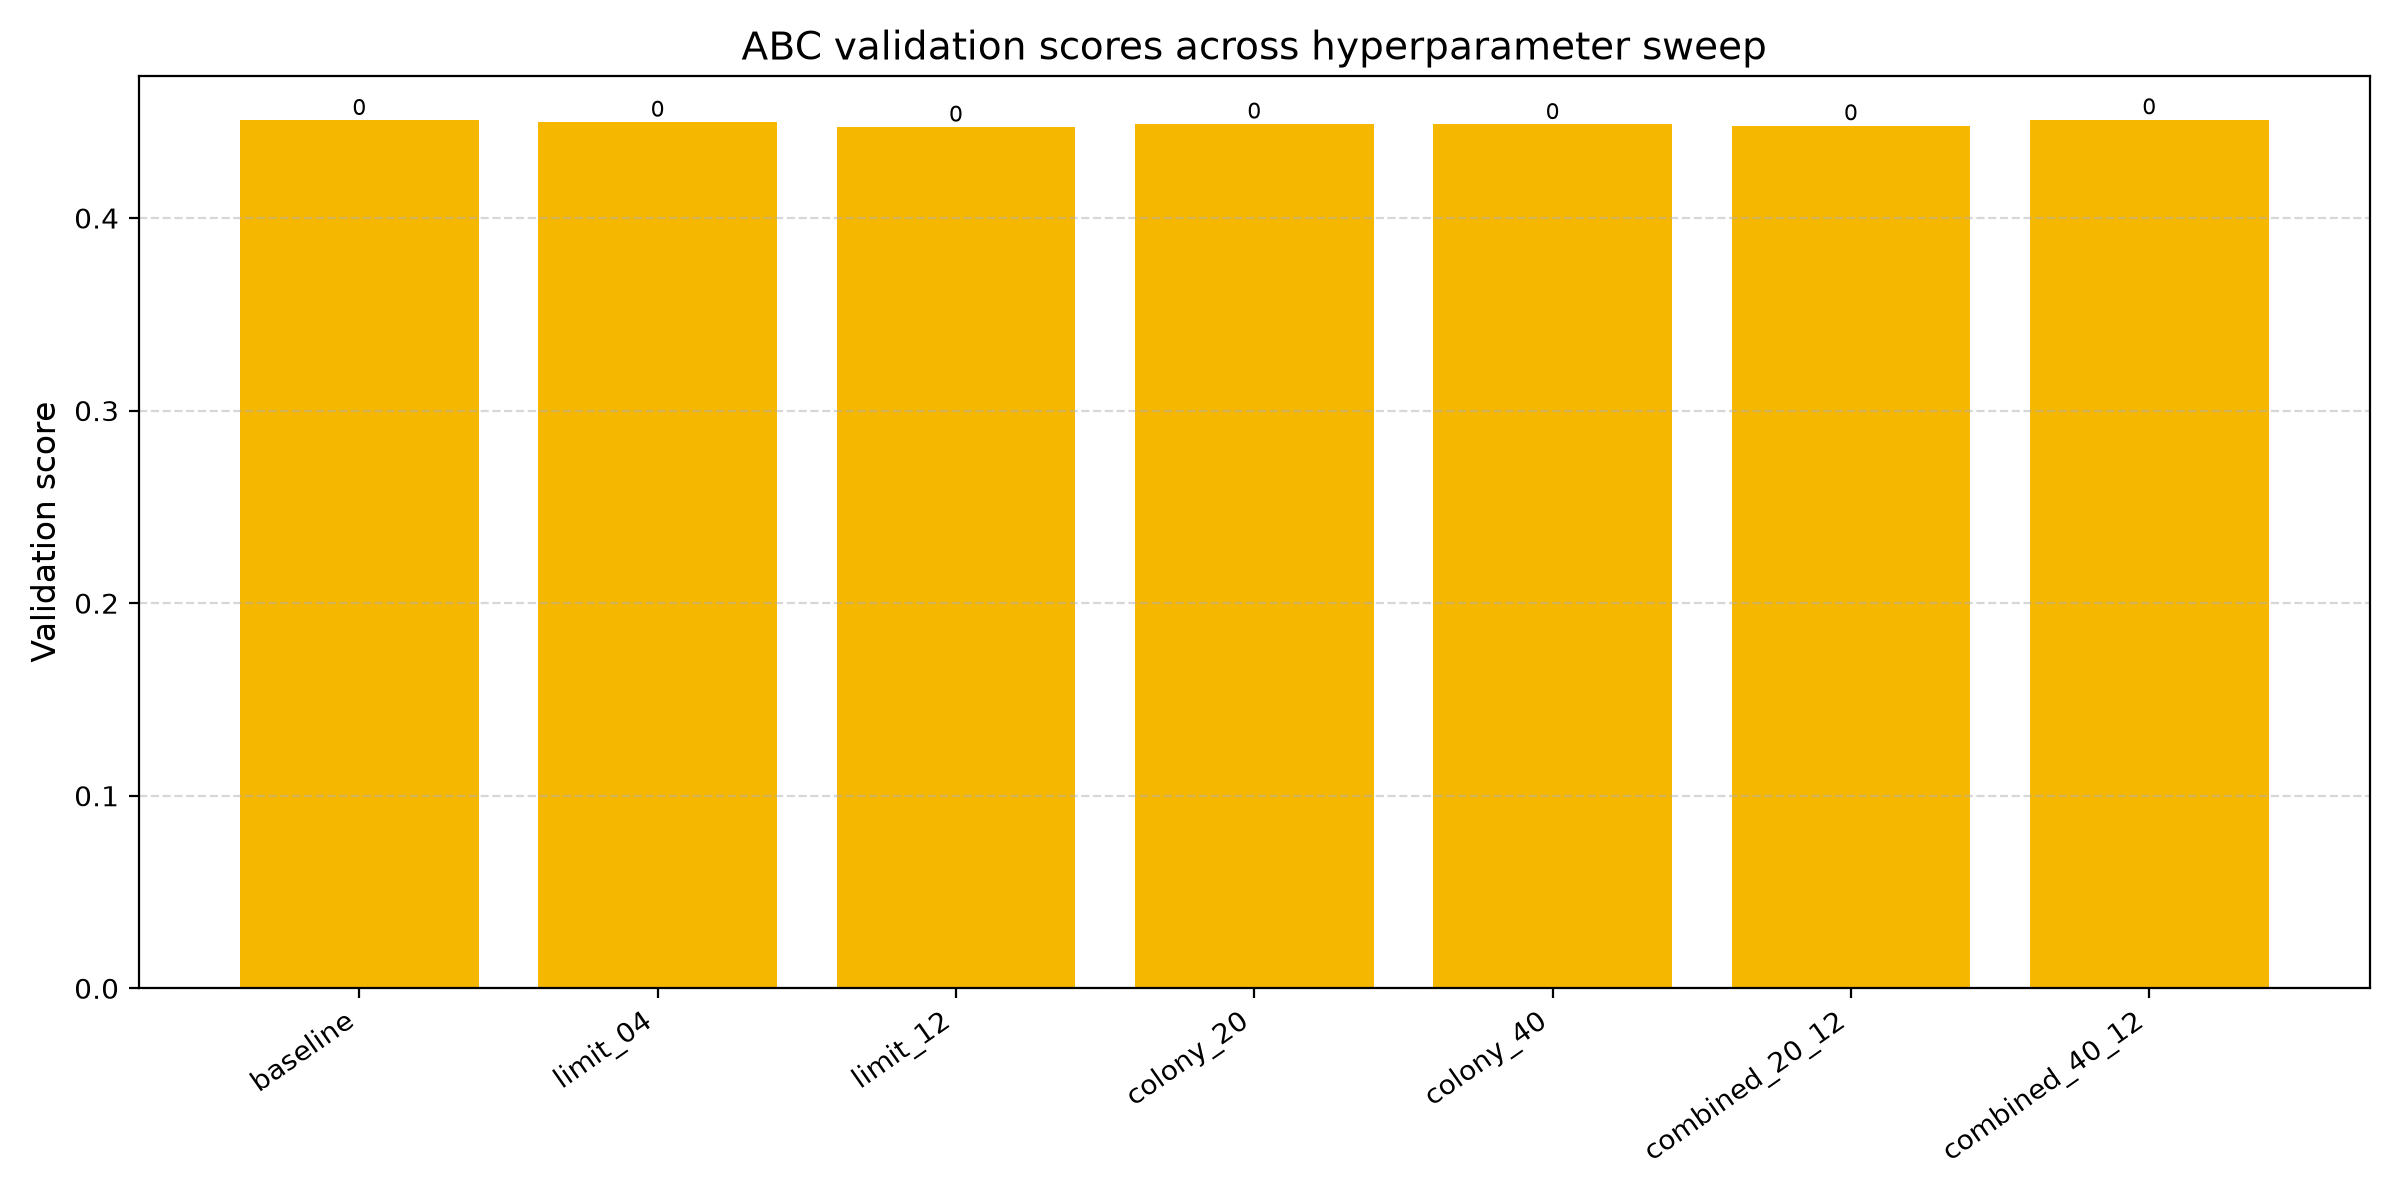 ABC validation scores across hyperparameter sweep
0 0 0 0 0 0 0
Validation score
0.4
0.3
0.2
0.1
0.0
baseline limit_04 limit_12 colony_20 colony_40 combined_20_12 combined_40_12